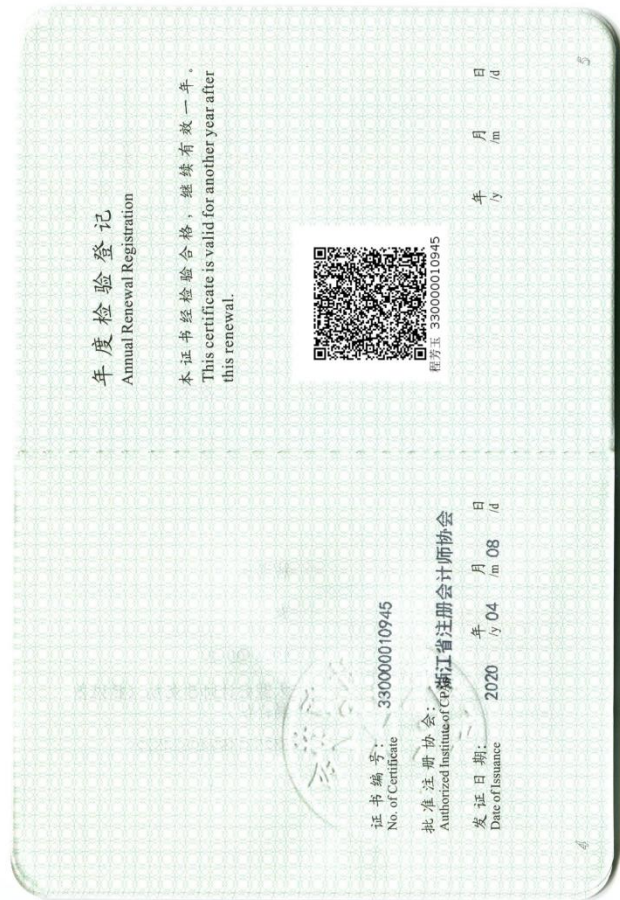 证书编号： 330000010945
No. of Certificate
批准注册协会： 浙江省注册会计师协会
Authorized Institute of CPAs
发证日期： 2020 年 04 月 08 日
Date of Issuance /y /m /d
4
年度检验登记
Annual Renewal Registration
本证书经检验合格，继续有效一年。
This certificate is valid for another year after
this renewal.
程芳玉 330000010945
年 月 日
/y /m /d
5